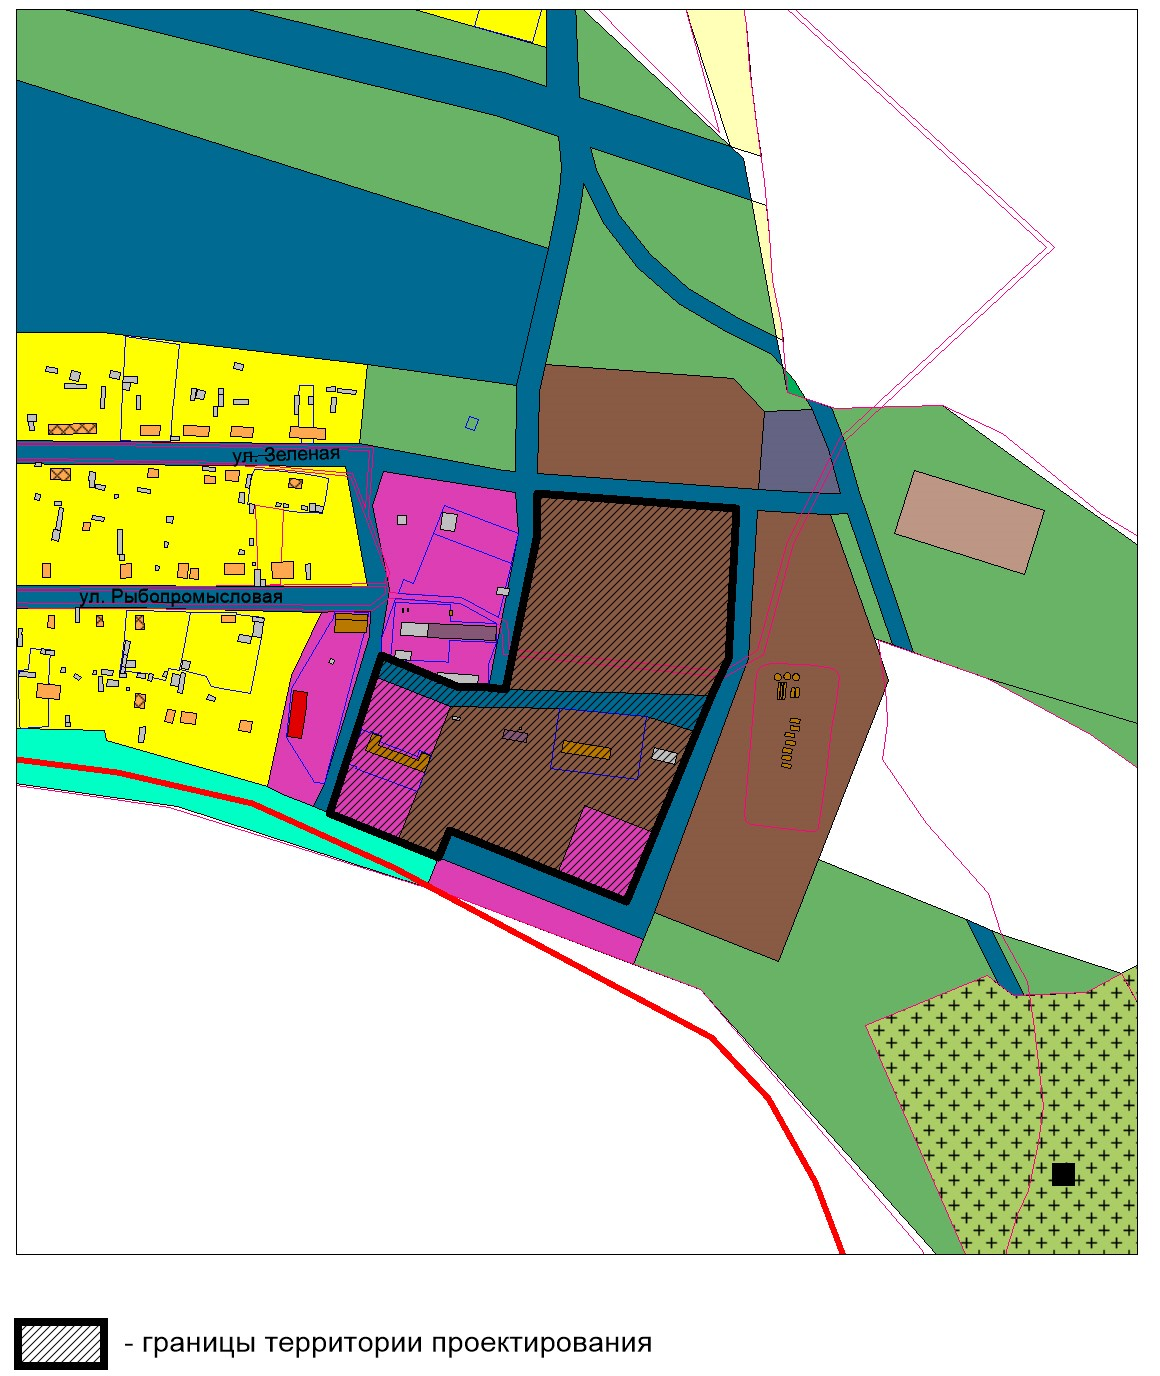 ул. Зеленая
ул. Рыбопромысловая
- границы территории проектирования